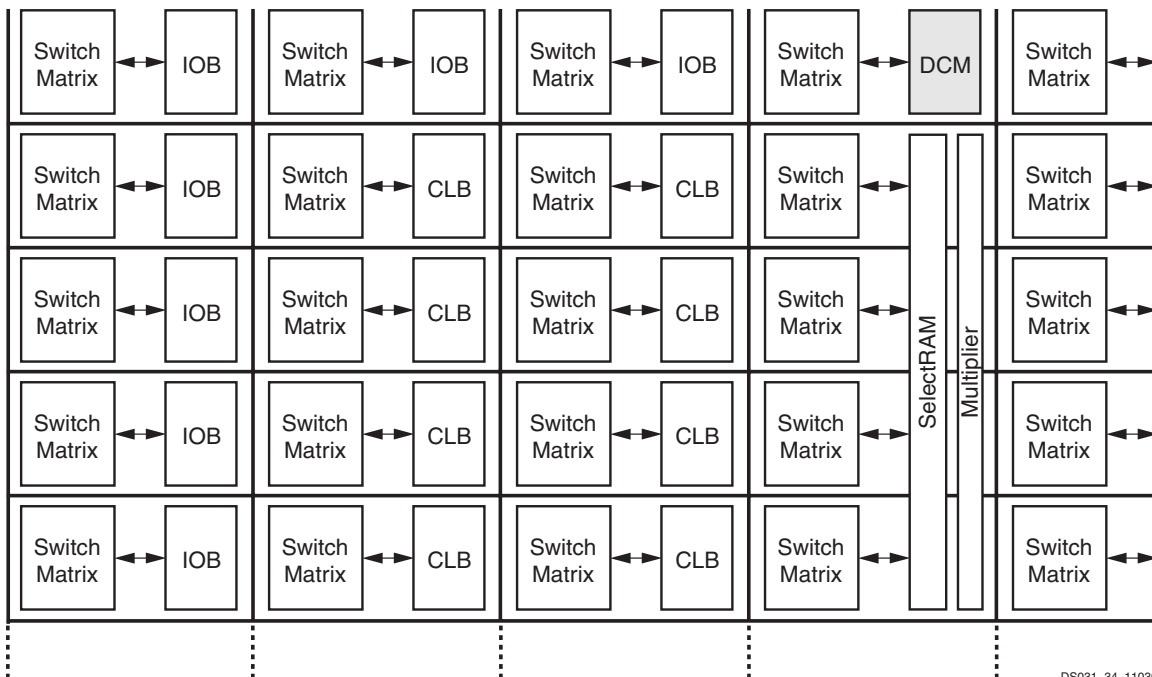 Switch
Matrix
IOB
Switch
Matrix
IOB
Switch
Matrix
IOB
Switch
Matrix
DCM
Switch
Matrix
Switch
Matrix
IOB
Switch
Matrix
CLB
Switch
Matrix
CLB
Switch
Matrix
Switch
Matrix
Switch
Matrix
IOB
Switch
Matrix
CLB
Switch
Matrix
CLB
Switch
Matrix
SelectRAM
Multiplier
Switch
Matrix
Switch
Matrix
IOB
Switch
Matrix
CLB
Switch
Matrix
CLB
Switch
Matrix
Switch
Matrix
Switch
Matrix
IOB
Switch
Matrix
CLB
Switch
Matrix
CLB
Switch
Matrix
Switch
Matrix